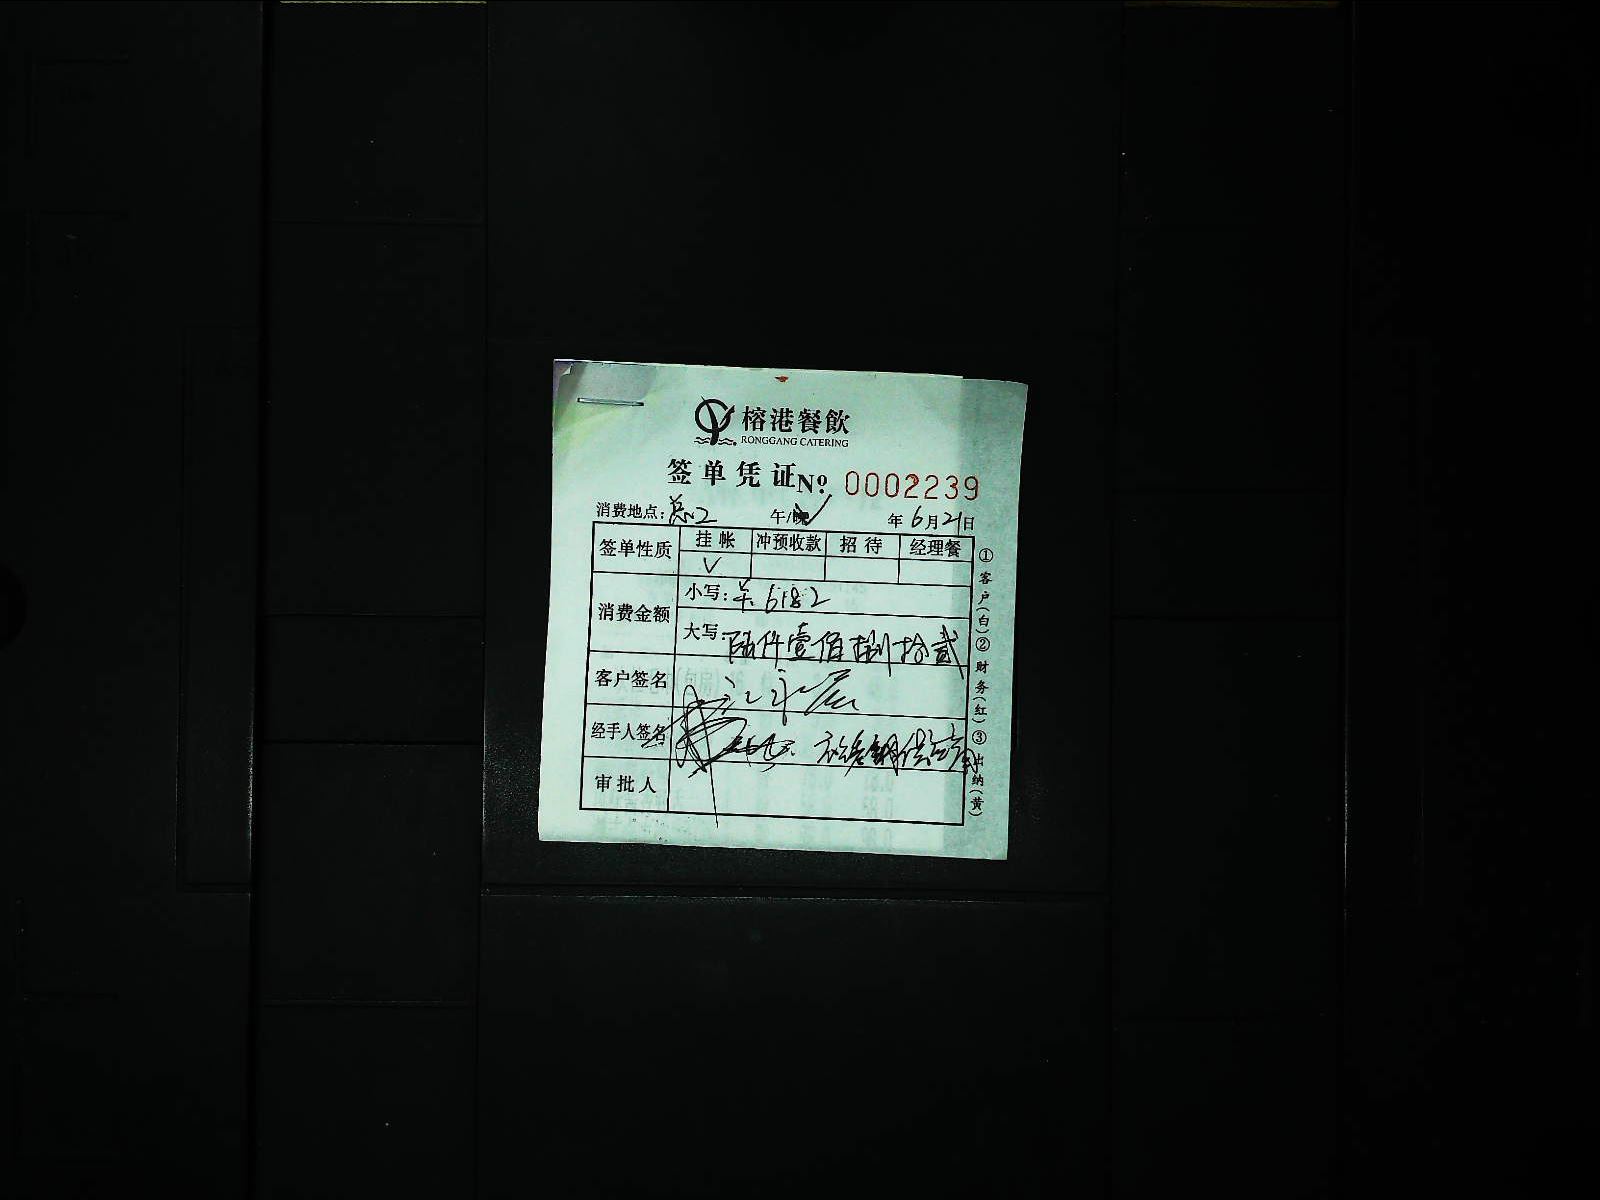 榕港餐飲
RONGGANG CATERING
签单凭证 № 0002239
消费地点: 总2 午/晚 年 6月21日
签单性质 挂帐 冲预收款 招待 经理餐
√
消费金额 小写: 6182
大写: 陆仟壹佰捌拾贰
客户签名
经手人签名
审批人
①客户(白)②财务(红)③出纳(黄)